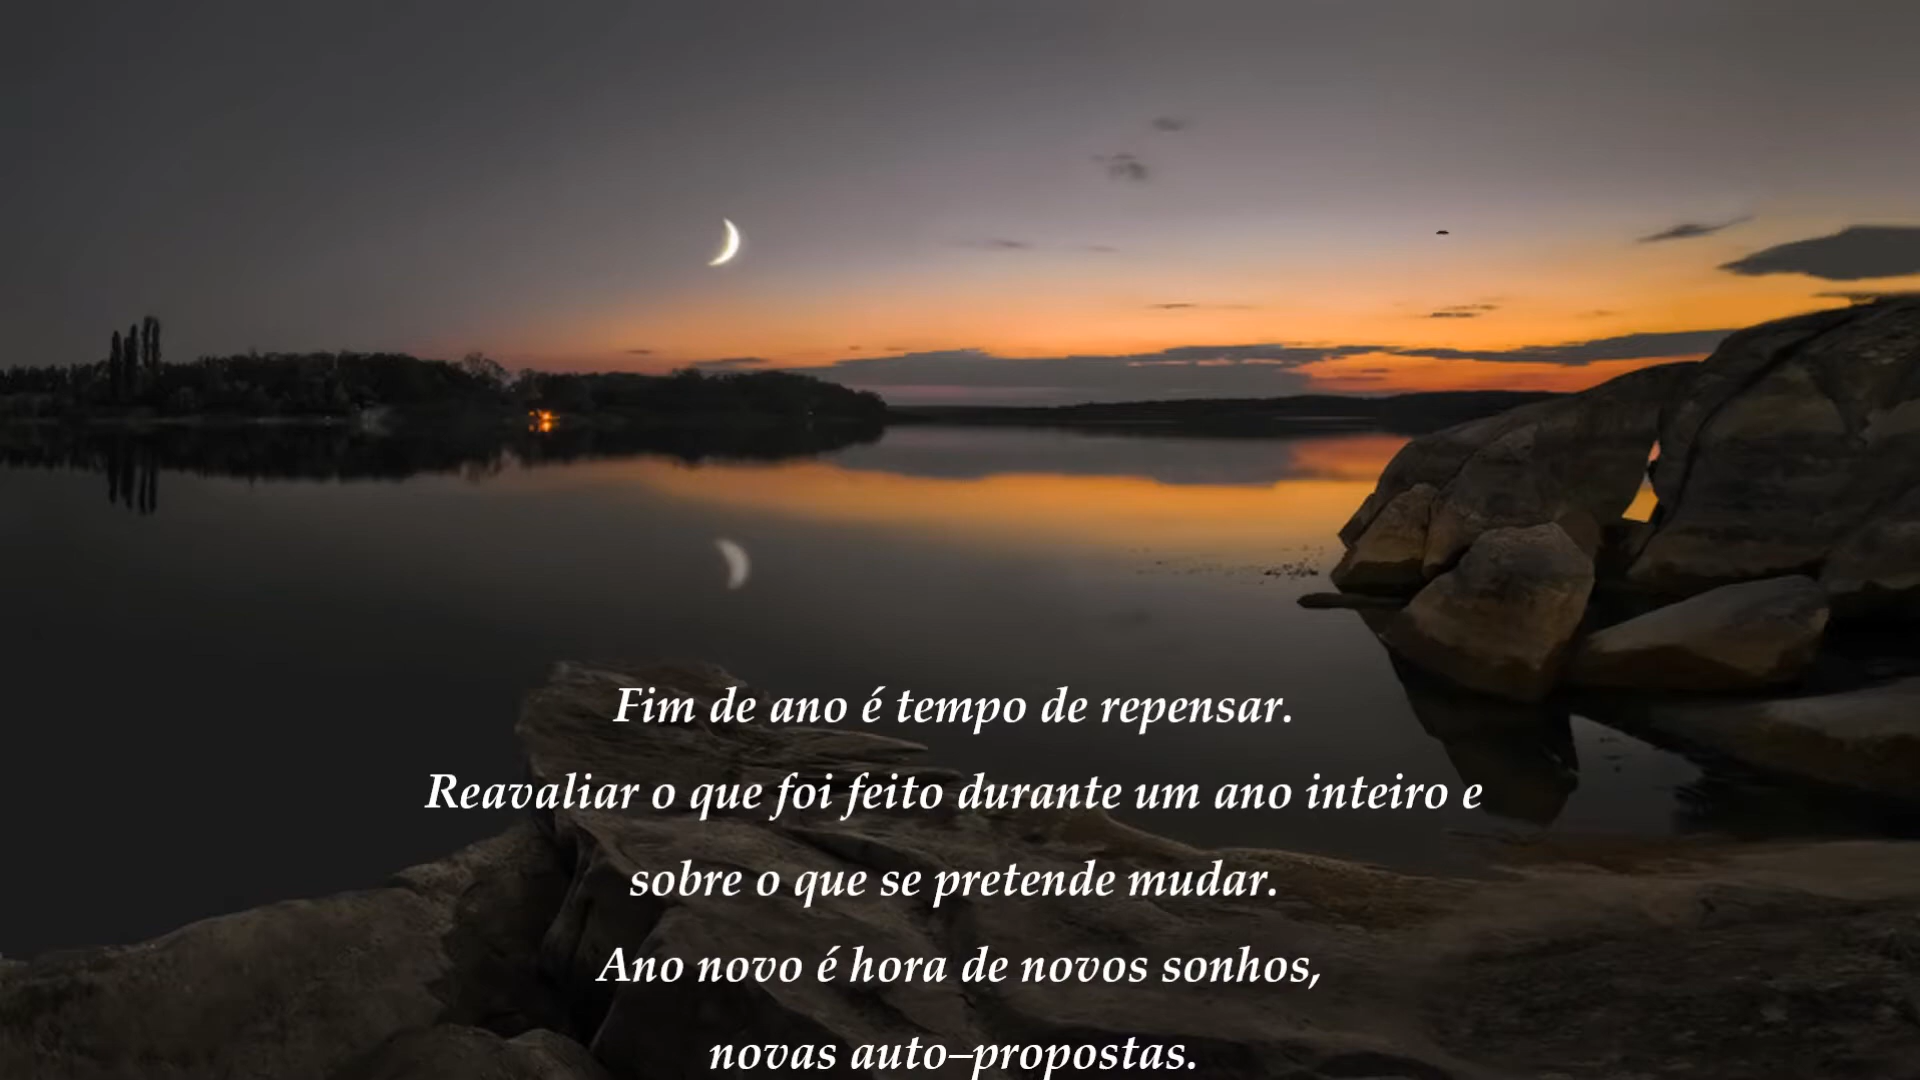 Fim de ano é tempo de repensar.
Reavaliar o que foi feito durante um ano inteiro e
sobre o que se pretende mudar.
Ano novo é hora de novos sonhos,
novas auto–propostas.